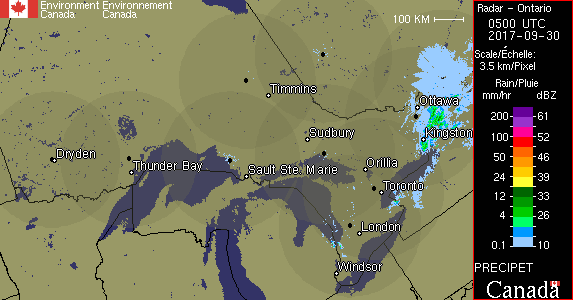 Environment Environnement
Canada Canada
100 KM
Radar - Ontario
0500 UTC
2017-09-30
Scale/Échelle:
3.5 km/Pixel
Rain/Pluie
mm/hr dBZ
200 61
100 52
50 46
24 39
12 33
4 26
0.1 10
Timmins
Ottawa
Sudbury
Kingston
Dryden
Thunder Bay
Sault Ste. Marie
Orillia
Toronto
London
Windsor
PRECIPET
Canada